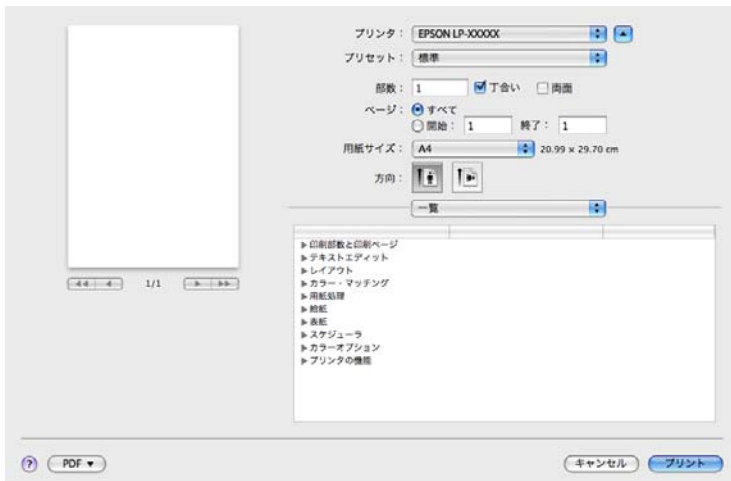 プリンタ： EPSON LP-XXXXX
プリセット： 標準
部数： 1 丁合い 両面
ページ： すべて
開始： 1 終了： 1
用紙サイズ： A4 20.99 x 29.70 cm
方向：
一覧
印刷部数と印刷ページ
テキストエディット
レイアウト
カラー・マッチング
用紙処理
給紙
表紙
スケジューラ
カラーオプション
プリンタの機能
1/1
? PDF ▼ キャンセル プリント